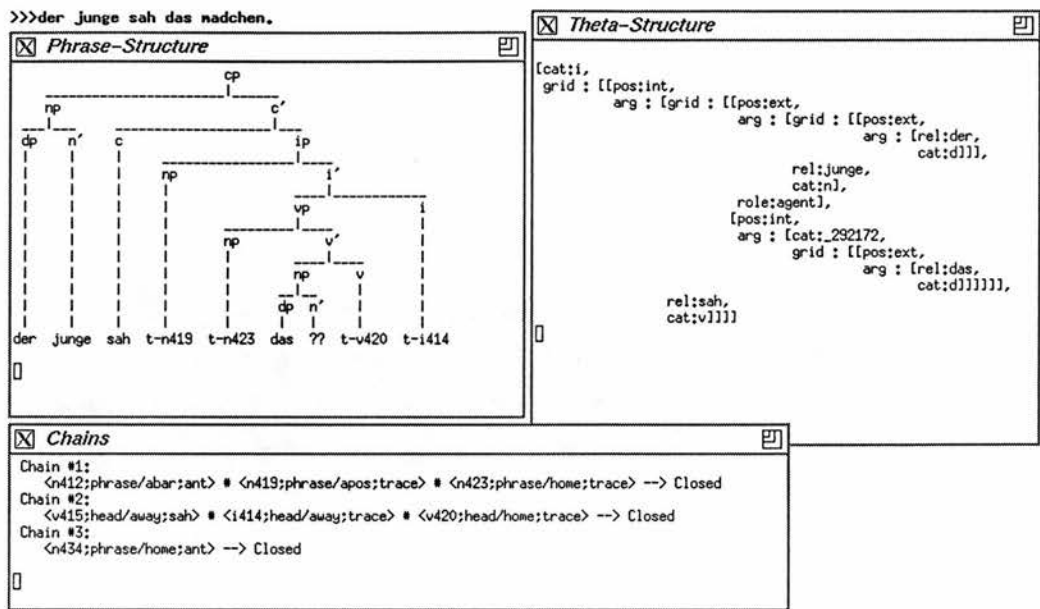 >>>der junge sah das madchen.
Phrase-Structure
cp
np c′
dp n′ c ip
np i′
vp i
np v′
np v
dp n′
der junge sah t-n419 t-n423 das ?? t-v420 t-i414
Theta-Structure
[cat:i,
grid : [[pos:int,
arg : [grid : [[pos:ext,
arg : [grid : [[pos:ext,
arg : [rel:der,
cat:d]]],
rel:junge,
cat:n],
role:agent],
[pos:int,
arg : [cat:_292172,
grid : [[pos:ext,
arg : [rel:das,
cat:d]]]]]],
rel:sah,
cat:v]]]]
Chains
Chain #1:
<n412;phrase/abar;ant> * <n419;phrase/apos;trace> * <n423;phrase/home;trace> --> Closed
Chain #2:
<v415;head/away;sah> * <i414;head/away;trace> * <v420;head/home;trace> --> Closed
Chain #3:
<n434;phrase/home;ant> --> Closed